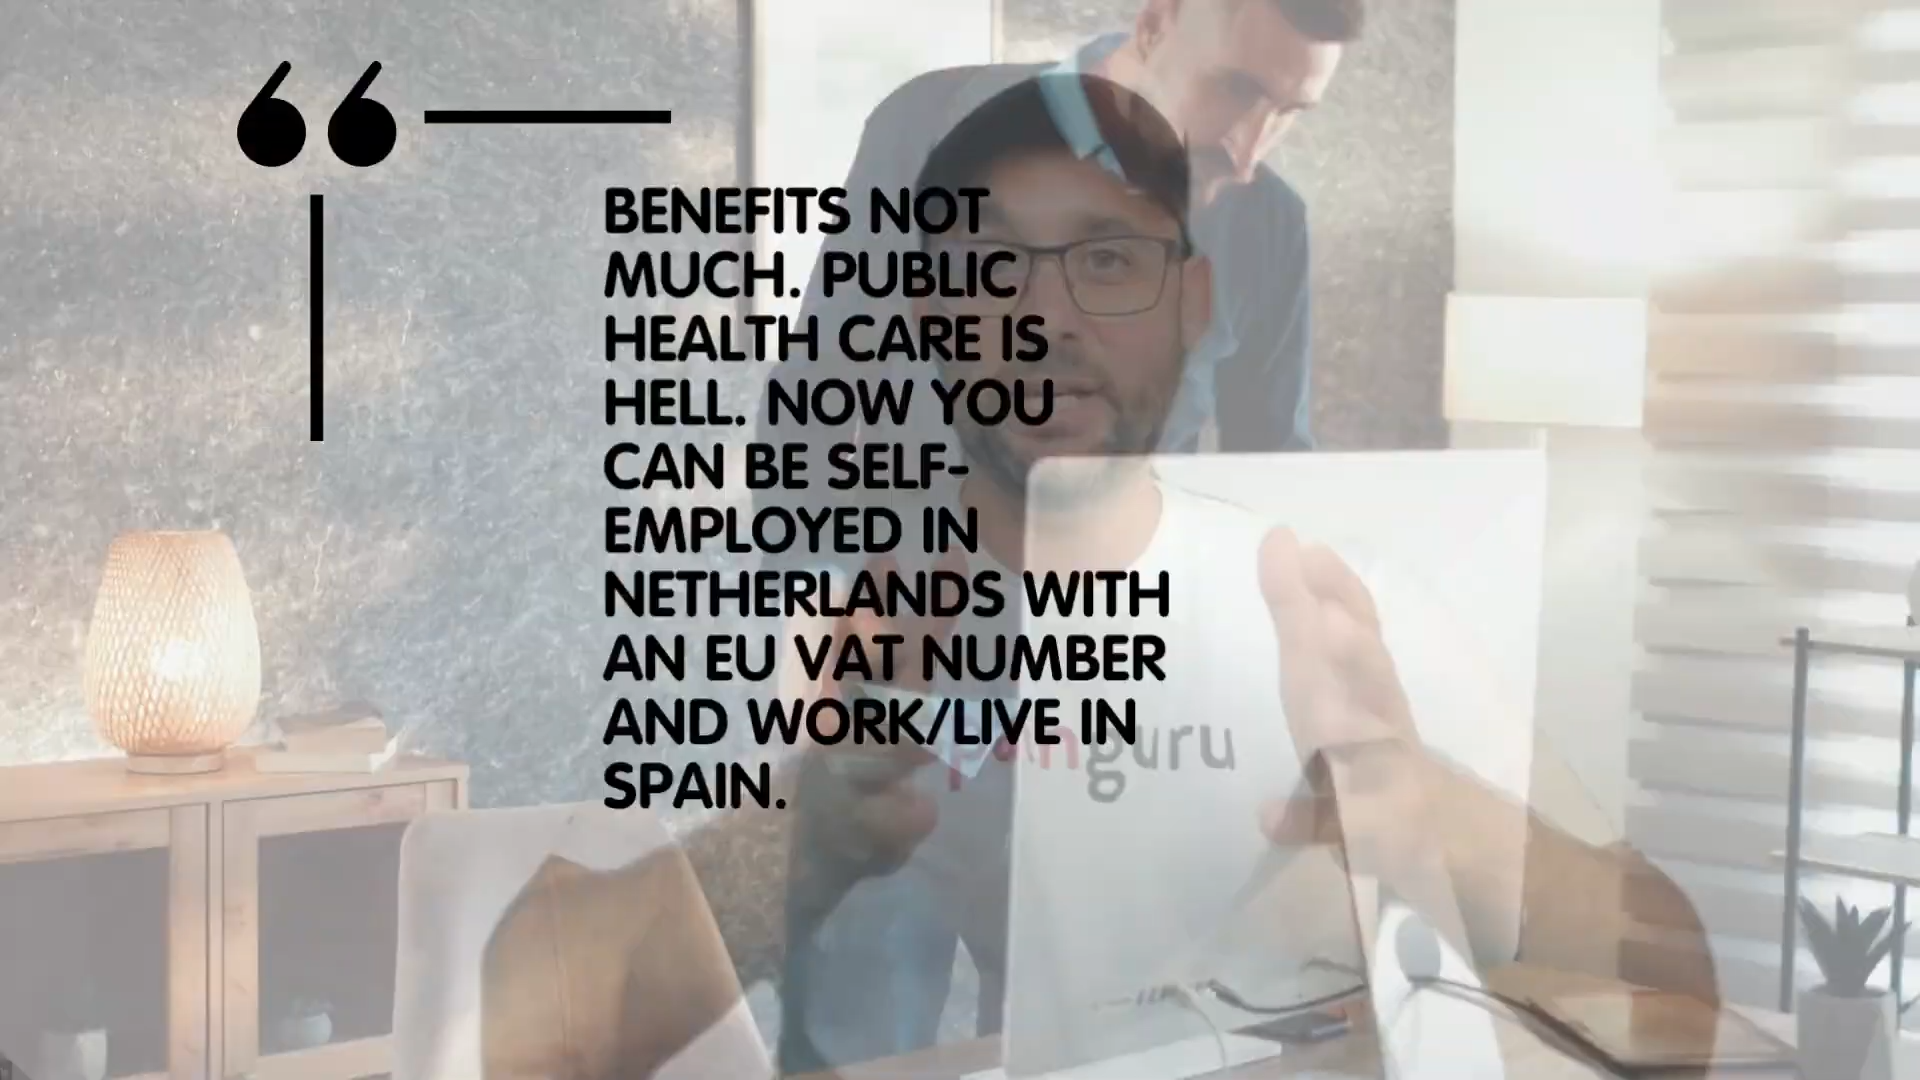 BENEFITS NOT
MUCH. PUBLIC
HEALTH CARE IS
HELL. NOW YOU
CAN BE SELF-
EMPLOYED IN
NETHERLANDS WITH
AN EU VAT NUMBER
AND WORK/LIVE IN
SPAIN.
panguru